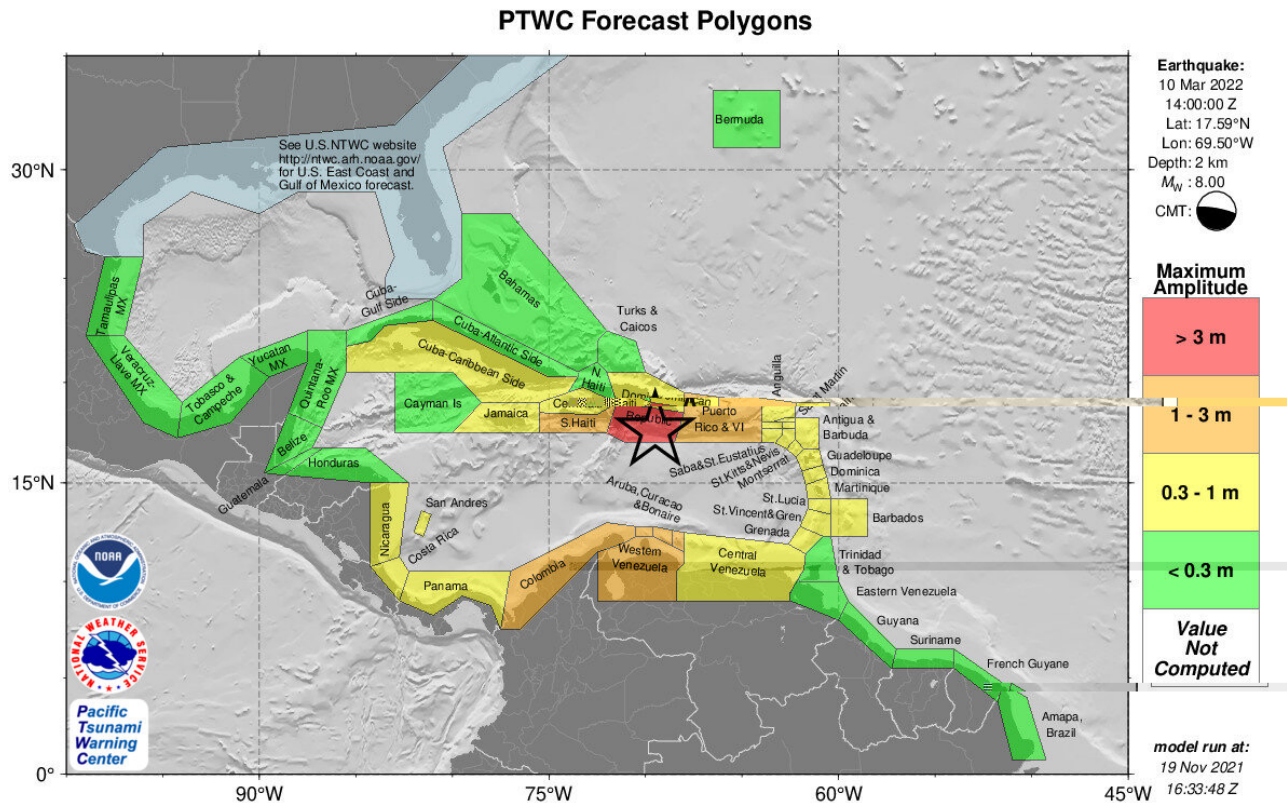 PTWC Forecast Polygons
Earthquake:
10 Mar 2022
14:00:00 Z
Lat: 17.59°N
Lon: 69.50°W
Depth: 2 km
MW : 8.00
CMT:
Maximum
Amplitude
> 3 m
1 - 3 m
0.3 - 1 m
< 0.3 m
Value
Not
Computed
model run at:
19 Nov 2021
16:33:48 Z
30°N
15°N
0°
90°W
75°W
60°W
45°W
See U.S.NTWC website
http://ntwc.arh.noaa.gov/
for U.S. East Coast and
Gulf of Mexico forecast.
Bermuda
Bahamas
Turks &
Caicos
Cuba-
Gulf Side
Cuba-Atlantic Side
Cuba-Caribbean Side
Tamaulipas
MX
Veracruz-
Llave MX
Tobasco &
Campeche
Yucatan
MX
Quintana-
Roo MX
Belize
Honduras
Guatemala
Cayman Is
Jamaica
N.
Haiti
S.Haiti
Republic
Puerto
Rico & VI
Anguilla
Antigua &
Barbuda
Saba&St.Eustatius
St.Kitts&Nevis
Montserrat
Guadeloupe
Dominica
Martinique
St.Lucia
St.Vincent&Gren
Barbados
Grenada
Aruba,Curacao
&Bonaire
San Andres
Nicaragua
Costa Rica
Panama
Colombia
Western
Venezuela
Central
Venezuela
Trinidad
& Tobago
Eastern Venezuela
Guyana
Suriname
French Guyane
Amapa,
Brazil
NOAA
NATIONAL WEATHER SERVICE
Pacific
Tsunami
Warning
Center